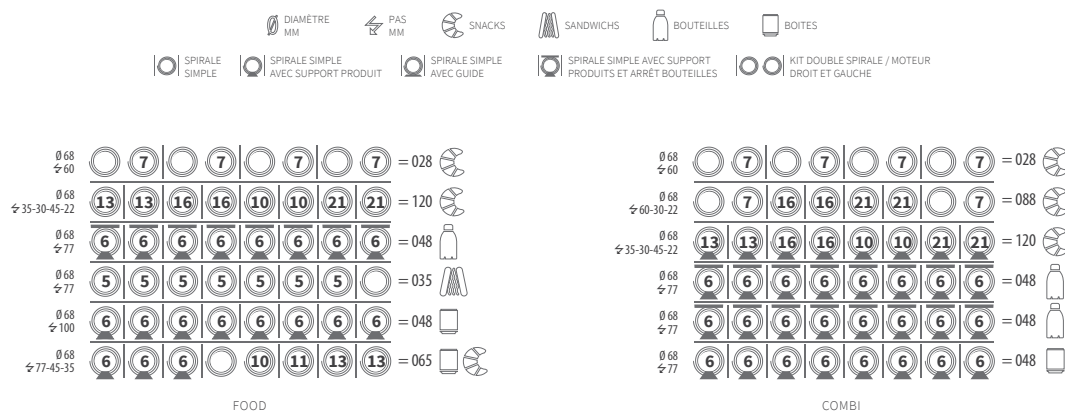 DIAMÈTRE
MM
PAS
MM
SNACKS
SANDWICHS
BOUTEILLES
BOITES
SPIRALE
SIMPLE
SPIRALE SIMPLE
AVEC SUPPORT PRODUIT
SPIRALE SIMPLE
AVEC GUIDE
SPIRALE SIMPLE AVEC SUPPORT
PRODUITS ET ARRÊT BOUTEILLES
KIT DOUBLE SPIRALE / MOTEUR
DROIT ET GAUCHE
Ø 68
60
7 7 7 7 = 028
Ø 68
35-30-45-22
13 13 16 16 10 10 21 21 = 120
Ø 68
77
6 6 6 6 6 6 6 6 = 048
Ø 68
77
5 5 5 5 5 5 5 = 035
Ø 68
100
6 6 6 6 6 6 6 6 = 048
Ø 68
77-45-35
6 6 6 10 11 13 13 = 065
FOOD
Ø 68
60
7 7 7 7 = 028
Ø 68
60-30-22
7 16 16 21 21 7 = 088
Ø 68
35-30-45-22
13 13 16 16 10 10 21 21 = 120
Ø 68
77
6 6 6 6 6 6 6 6 = 048
Ø 68
77
6 6 6 6 6 6 6 6 = 048
Ø 68
77
6 6 6 6 6 6 6 6 = 048
COMBI